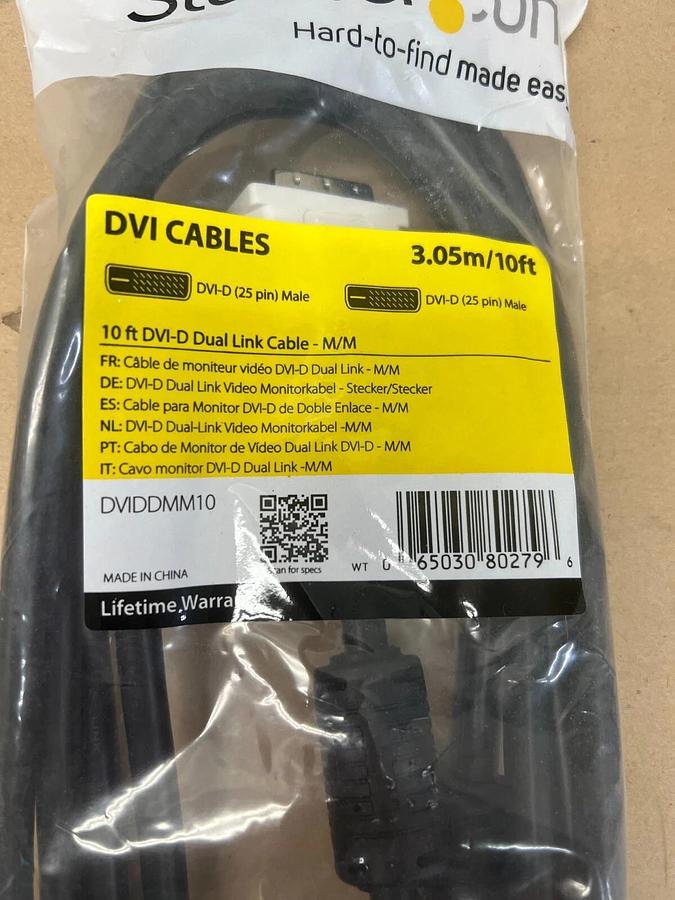 Hard-to-find made eas
DVI CABLES
3.05m/10ft
DVI-D (25 pin) Male
DVI-D (25 pin) Male
10 ft DVI-D Dual Link Cable - M/M
FR: Câble de moniteur vidéo DVI-D Dual Link - M/M
DE: DVI-D Dual Link Video Monitorkabel - Stecker/Stecker
ES: Cable para Monitor DVI-D de Doble Enlace - M/M
NL: DVI-D Dual-Link Video Monitorkabel -M/M
PT: Cabo de Monitor de Vídeo Dual Link DVI-D - M/M
IT: Cavo monitor DVI-D Dual Link -M/M
DVIDDMM10
an for specs
WT 0 65030 80279 6
MADE IN CHINA
Lifetime Warra